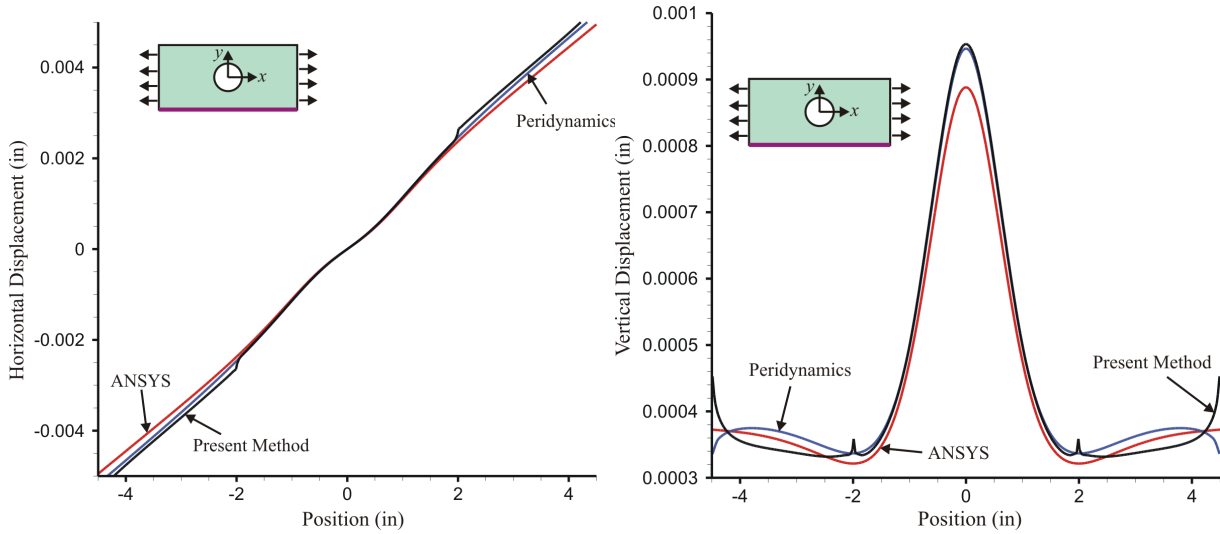 0.004
0.002
0
-0.002
-0.004
Horizontal Displacement (in)
y
x
Peridynamics
ANSYS
Present Method
-4
-2
0
2
4
Position (in)
0.001
0.0009
0.0008
0.0007
0.0006
0.0005
0.0004
0.0003
Vertical Displacement (in)
y
x
Peridynamics
Present Method
ANSYS
-4
-2
0
2
4
Position (in)